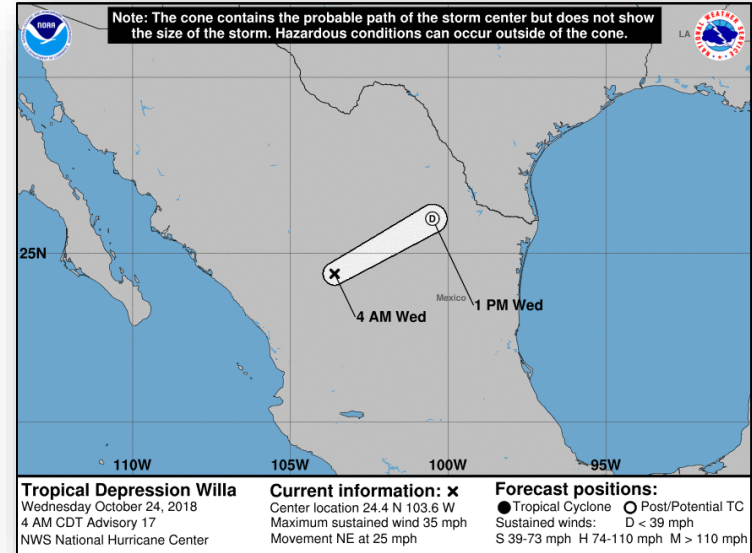 Note: The cone contains the probable path of the storm center but does not show
the size of the storm. Hazardous conditions can occur outside of the cone.
NOAA
NATIONAL WEATHER SERVICE
LA
D
25N
Mexico
1 PM Wed
4 AM Wed
110W
105W
100W
95W
Tropical Depression Willa
Wednesday October 24, 2018
4 AM CDT Advisory 17
NWS National Hurricane Center
Current information: ×
Center location 24.4 N 103.6 W
Maximum sustained wind 35 mph
Movement NE at 25 mph
Forecast positions:
Tropical Cyclone Post/Potential TC
Sustained winds: D < 39 mph
S 39-73 mph H 74-110 mph M > 110 mph